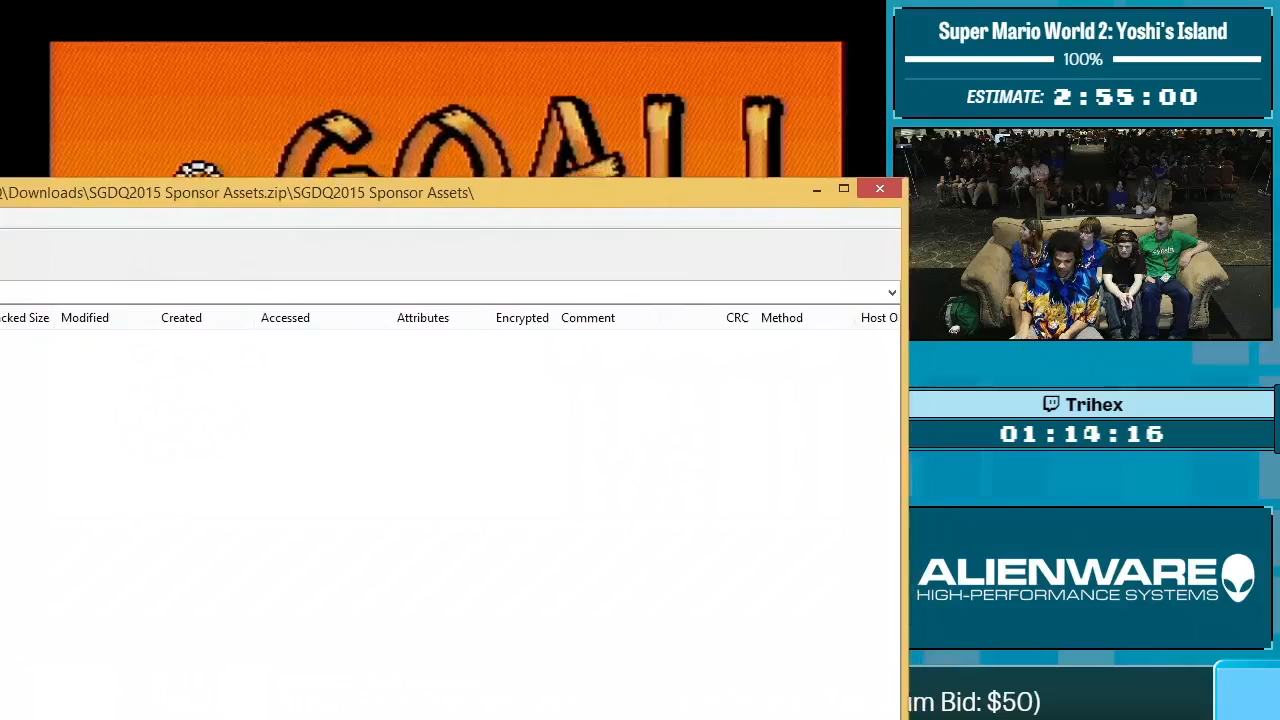 Super Mario World 2: Yoshi's Island
100%
ESTIMATE: 2:55:00
GOAL!
\Downloads\SGDQ2015 Sponsor Assets.zip\SGDQ2015 Sponsor Assets\
cked Size Modified Created Accessed Attributes Encrypted Comment CRC Method Host O
Trihex
01:14:16
ALIENWARE
HIGH-PERFORMANCE SYSTEMS
um Bid: $50)